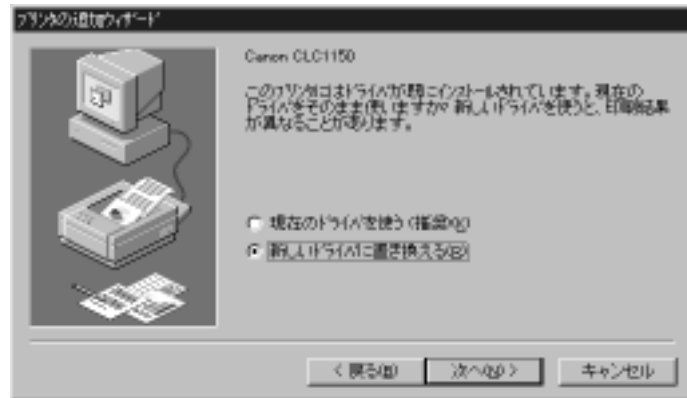 プリンタの追加ウィザード
Canon CLC1150
このプリンタにはドライバが既にインストールされています。現在の
ドライバをそのまま使いますか? 新しいドライバを使うと、印刷結果
が異なることがあります。
現在のドライバを使う (推奨)(K)
新しいドライバに置き換える(R)
< 戻る(B)
次へ(N) >
キャンセル